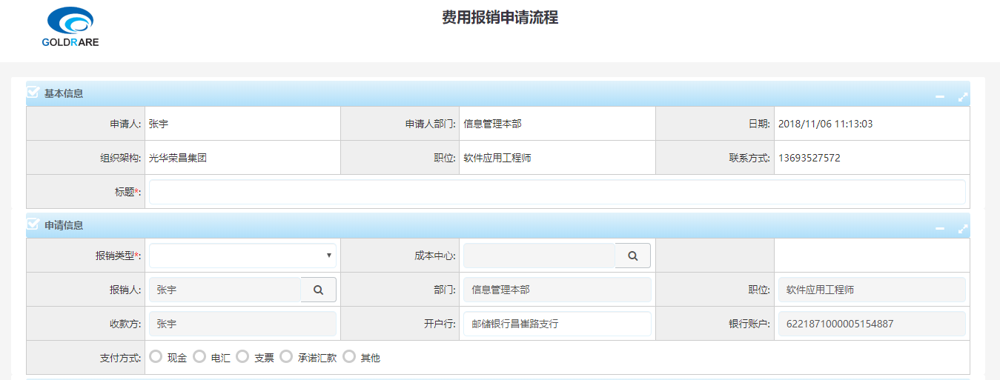 费用报销申请流程
GOLDRARE
基本信息
申请人: 张宇 申请人部门: 信息管理本部 日期: 2018/11/06 11:13:03
组织架构: 光华荣昌集团 职位: 软件应用工程师 联系方式: 13693527572
标题*:
申请信息
报销类型*: 成本中心:
报销人: 张宇 部门: 信息管理本部 职位: 软件应用工程师
收款方: 张宇 开户行: 邮储银行昌崔路支行 银行账户: 6221871000005154887
支付方式: 现金 电汇 支票 承诺汇款 其他